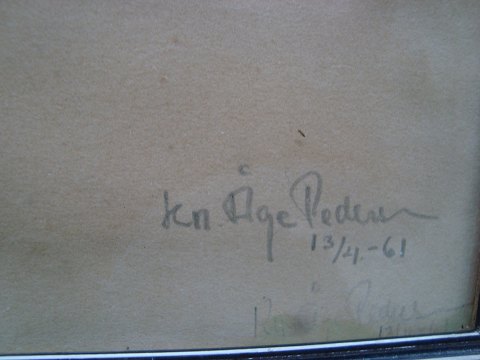 Kn. Åge Pedersen
13/4.-61